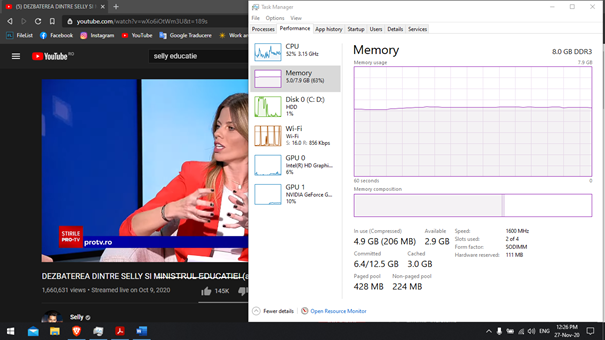 (5) DEZBATEREA DINTRE SELLY SI
youtube.com/watch?v=wXo6iOtWm3U&t=189s
FileList
Facebook
Instagram
YouTube
Google Traducere
Word Count
YouTube RO
selly educatie
STIRILE
PRO•TV
protv.ro
DEZBATEREA DINTRE SELLY SI MINISTRUL EDUCATIEI (a
1,660,631 views • Streamed live on Oct 9, 2020
145K
Selly
Task Manager
File Options View
Processes Performance App history Startup Users Details Services
CPU
52% 3.15 GHz
Memory
5.0/7.9 GB (63%)
Disk 0 (C: D:)
HDD
1%
Wi-Fi
Wi-Fi
S: 16.0 R: 856 Kbps
GPU 0
Intel(R) HD Graphi...
6%
GPU 1
NVIDIA GeForce G...
10%
Memory 8.0 GB DDR3
Memory usage 7.9 GB
60 seconds 0
Memory composition
In use (Compressed) Available
4.9 GB (206 MB) 2.9 GB
Committed Cached
6.4/12.5 GB 3.0 GB
Paged pool Non-paged pool
428 MB 224 MB
Speed: 1600 MHz
Slots used: 2 of 4
Form factor: SODIMM
Hardware reserved: 111 MB
Fewer details Open Resource Monitor
ENG
12:26 PM
27-Nov-20